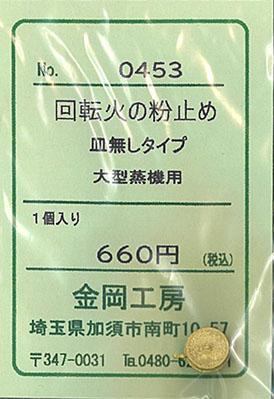 No. 0453
回転火の粉止め
皿無しタイプ
大型蒸機用
1個入り
660円 (税込)
金岡工房
埼玉県加須市南町10-57
〒347-0031 TEL0480-6